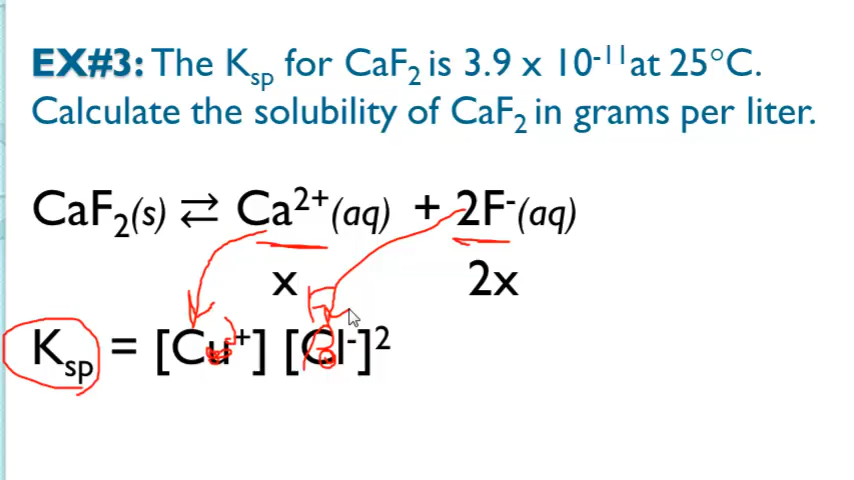 EX#3: The Ksp for CaF2 is 3.9 x 10-11 at 25°C.
Calculate the solubility of CaF2 in grams per liter.
CaF2(s) ⇄ Ca2+(aq) + 2F-(aq)
x 2x
Ksp = [Cu+] [Cl-]2